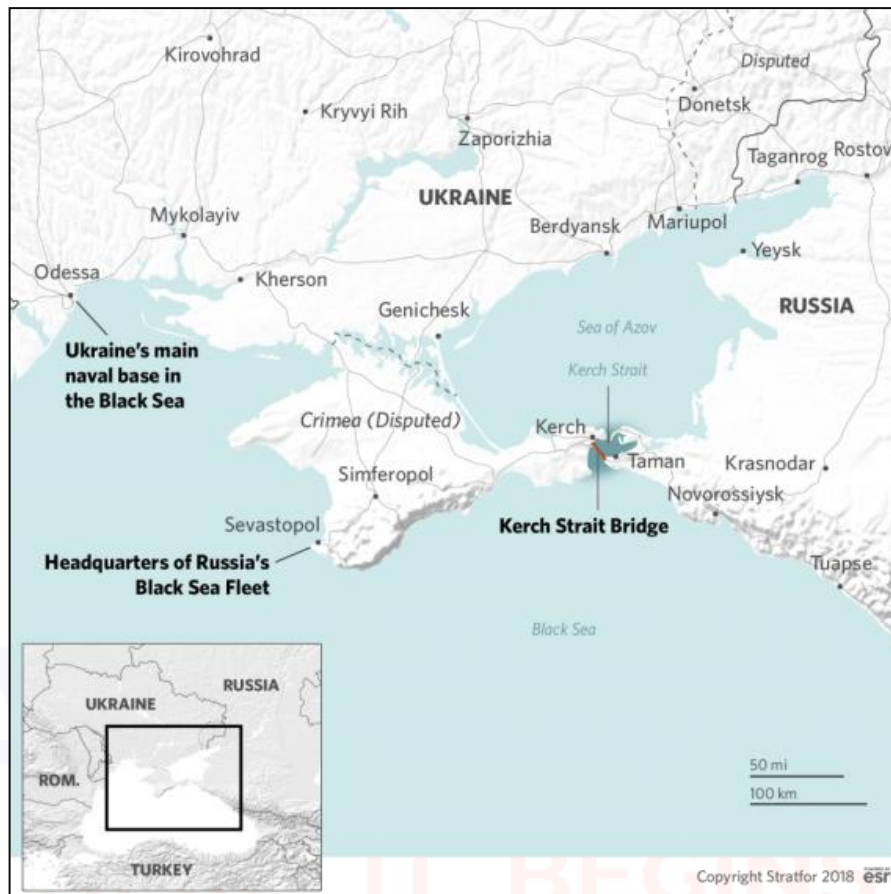 Kirovohrad
Disputed
Kryvyi Rih
Donetsk
Zaporizhia
Taganrog
Rostov
UKRAINE
Mykolayiv
Mariupol
Berdyansk
Yeysk
Odessa
Kherson
Genichesk
RUSSIA
Ukraine's main
naval base in
the Black Sea
Sea of Azov
Kerch Strait
Crimea (Disputed)
Kerch
Taman
Krasnodar
Simferopol
Novorossiysk
Sevastopol
Kerch Strait Bridge
Headquarters of Russia's
Black Sea Fleet
Tuapse
Black Sea
UKRAINE
RUSSIA
ROM.
TURKEY
50 mi
100 km
Copyright Stratfor 2018
esri